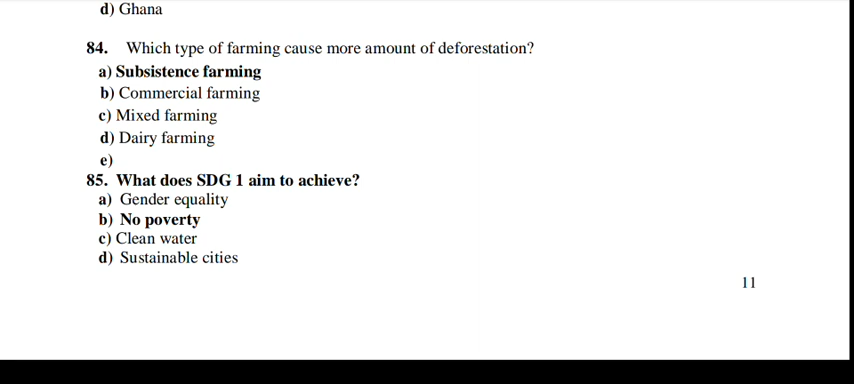 d) Ghana
84. Which type of farming cause more amount of deforestation?
a) Subsistence farming
b) Commercial farming
c) Mixed farming
d) Dairy farming
e)
85. What does SDG 1 aim to achieve?
a) Gender equality
b) No poverty
c) Clean water
d) Sustainable cities
11